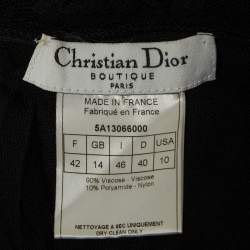 Christian Dior
BOUTIQUE
PARIS
MADE IN FRANCE
Fabriqué en France
5A13066000
F GB I D USA
42 14 46 40 10
90% Viscose - Viscose
10% Polyamide - Nylon
NETTOYAGE A SEC UNIQUEMENT
DRY CLEAN ONLY